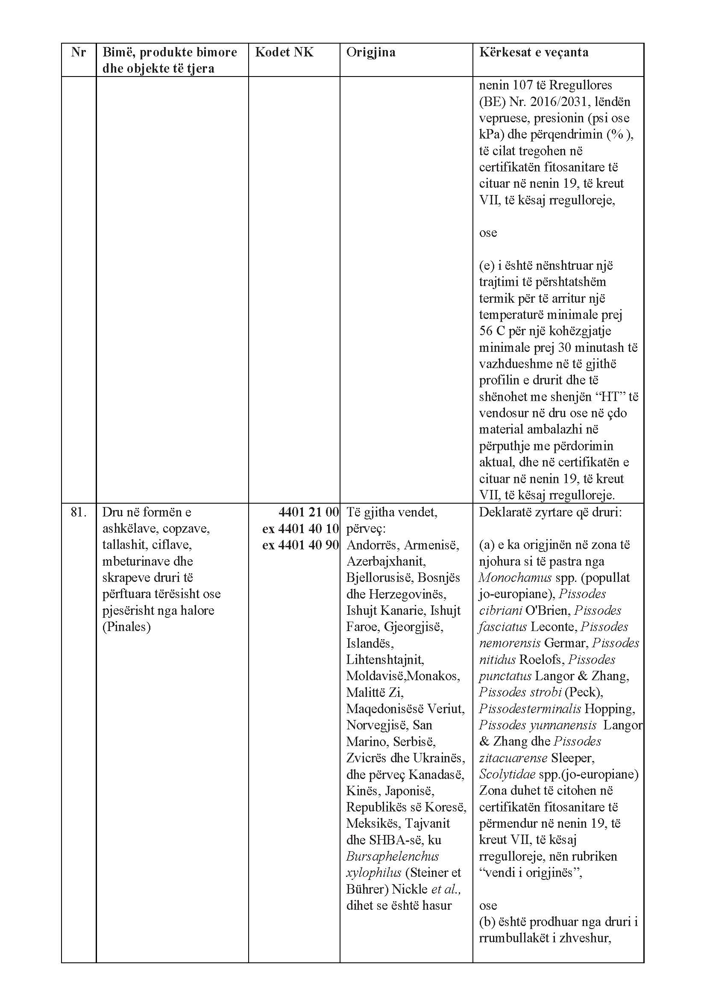 Nr
Bimë, produkte bimore
dhe objekte të tjera
Kodet NK
Origjina
Kërkesat e veçanta
nenin 107 të Rregullores
(BE) Nr. 2016/2031, lëndën
vepruese, presionin (psi ose
kPa) dhe përqendrimin (% ),
të cilat tregohen në
certifikatën fitosanitare të
cituar në nenin 19, të kreut
VII, të kësaj rregulloreje,
ose
(e) i është nënshtruar një
trajtimi të përshtatshëm
termik për të arritur një
temperaturë minimale prej
56 C për një kohëzgjatje
minimale prej 30 minutash të
vazhdueshme në të gjithë
profilin e drurit dhe të
shënohet me shenjën “HT” të
vendosur në dru ose në çdo
material ambalazhi në
përputhje me përdorimin
aktual, dhe në certifikatën e
cituar në nenin 19, të kreut
VII, të kësaj rregulloreje.
81.
Dru në formën e
ashkëlave, copzave,
tallashit, ciflave,
mbeturinave dhe
skrapeve druri të
përftuara tërësisht ose
pjesërisht nga halore
(Pinales)
4401 21 00
ex 4401 40 10
ex 4401 40 90
Të gjitha vendet,
përveç:
Andorrës, Armenisë,
Azerbajxhanit,
Bjellorusisë, Bosnjës
dhe Herzegovinës,
Ishujt Kanarie, Ishujt
Faroe, Gjeorgjisë,
Islandës,
Lihtenshtajnit,
Moldavisë,Monakos,
Malittë Zi,
Maqedonisësë Veriut,
Norvegjisë, San
Marino, Serbisë,
Zvicrës dhe Ukrainës,
dhe përveç Kanadasë,
Kinës, Japonisë,
Republikës së Koresë,
Meksikës, Tajvanit
dhe SHBA-së, ku
Bursaphelenchus
xylophilus (Steiner et
Bührer) Nickle et al.,
dihet se është hasur
Deklaratë zyrtare që druri:
(a) e ka origjinën në zona të
njohura si të pastra nga
Monochamus spp. (popullat
jo-europiane), Pissodes
cibriani O'Brien, Pissodes
fasciatus Leconte, Pissodes
nemorensis Germar, Pissodes
nitidus Roelofs, Pissodes
punctatus Langor & Zhang,
Pissodes strobi (Peck),
Pissodesterminalis Hopping,
Pissodes yunnanensis Langor
& Zhang dhe Pissodes
zitacuarense Sleeper,
Scolytidae spp.(jo-europiane)
Zona duhet të citohen në
certifikatën fitosanitare të
përmendur në nenin 19, të
kreut VII, të kësaj
rregulloreje, nën rubriken
“vendi i origjinës”,
ose
(b) është prodhuar nga druri i
rrumbullakët i zhveshur,